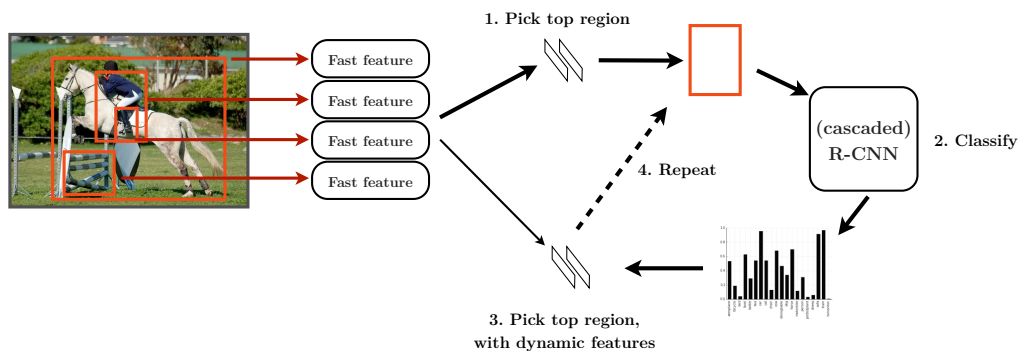 1. Pick top region
Fast feature
Fast feature
Fast feature
Fast feature
(cascaded)
R-CNN
2. Classify
4. Repeat
3. Pick top region,
with dynamic features